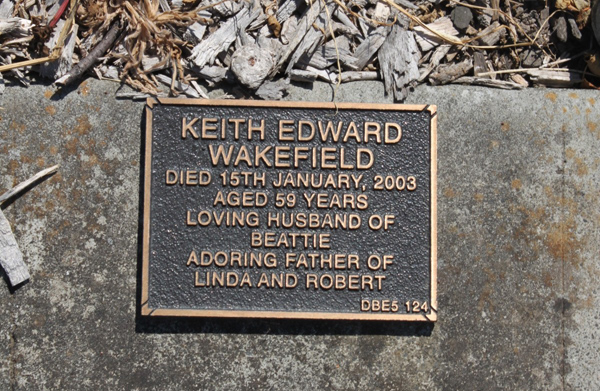 KEITH EDWARD
WAKEFIELD
DIED 15TH JANUARY, 2003
AGED 59 YEARS
LOVING HUSBAND OF
BEATTIE
ADORING FATHER OF
LINDA AND ROBERT
DBE5 124